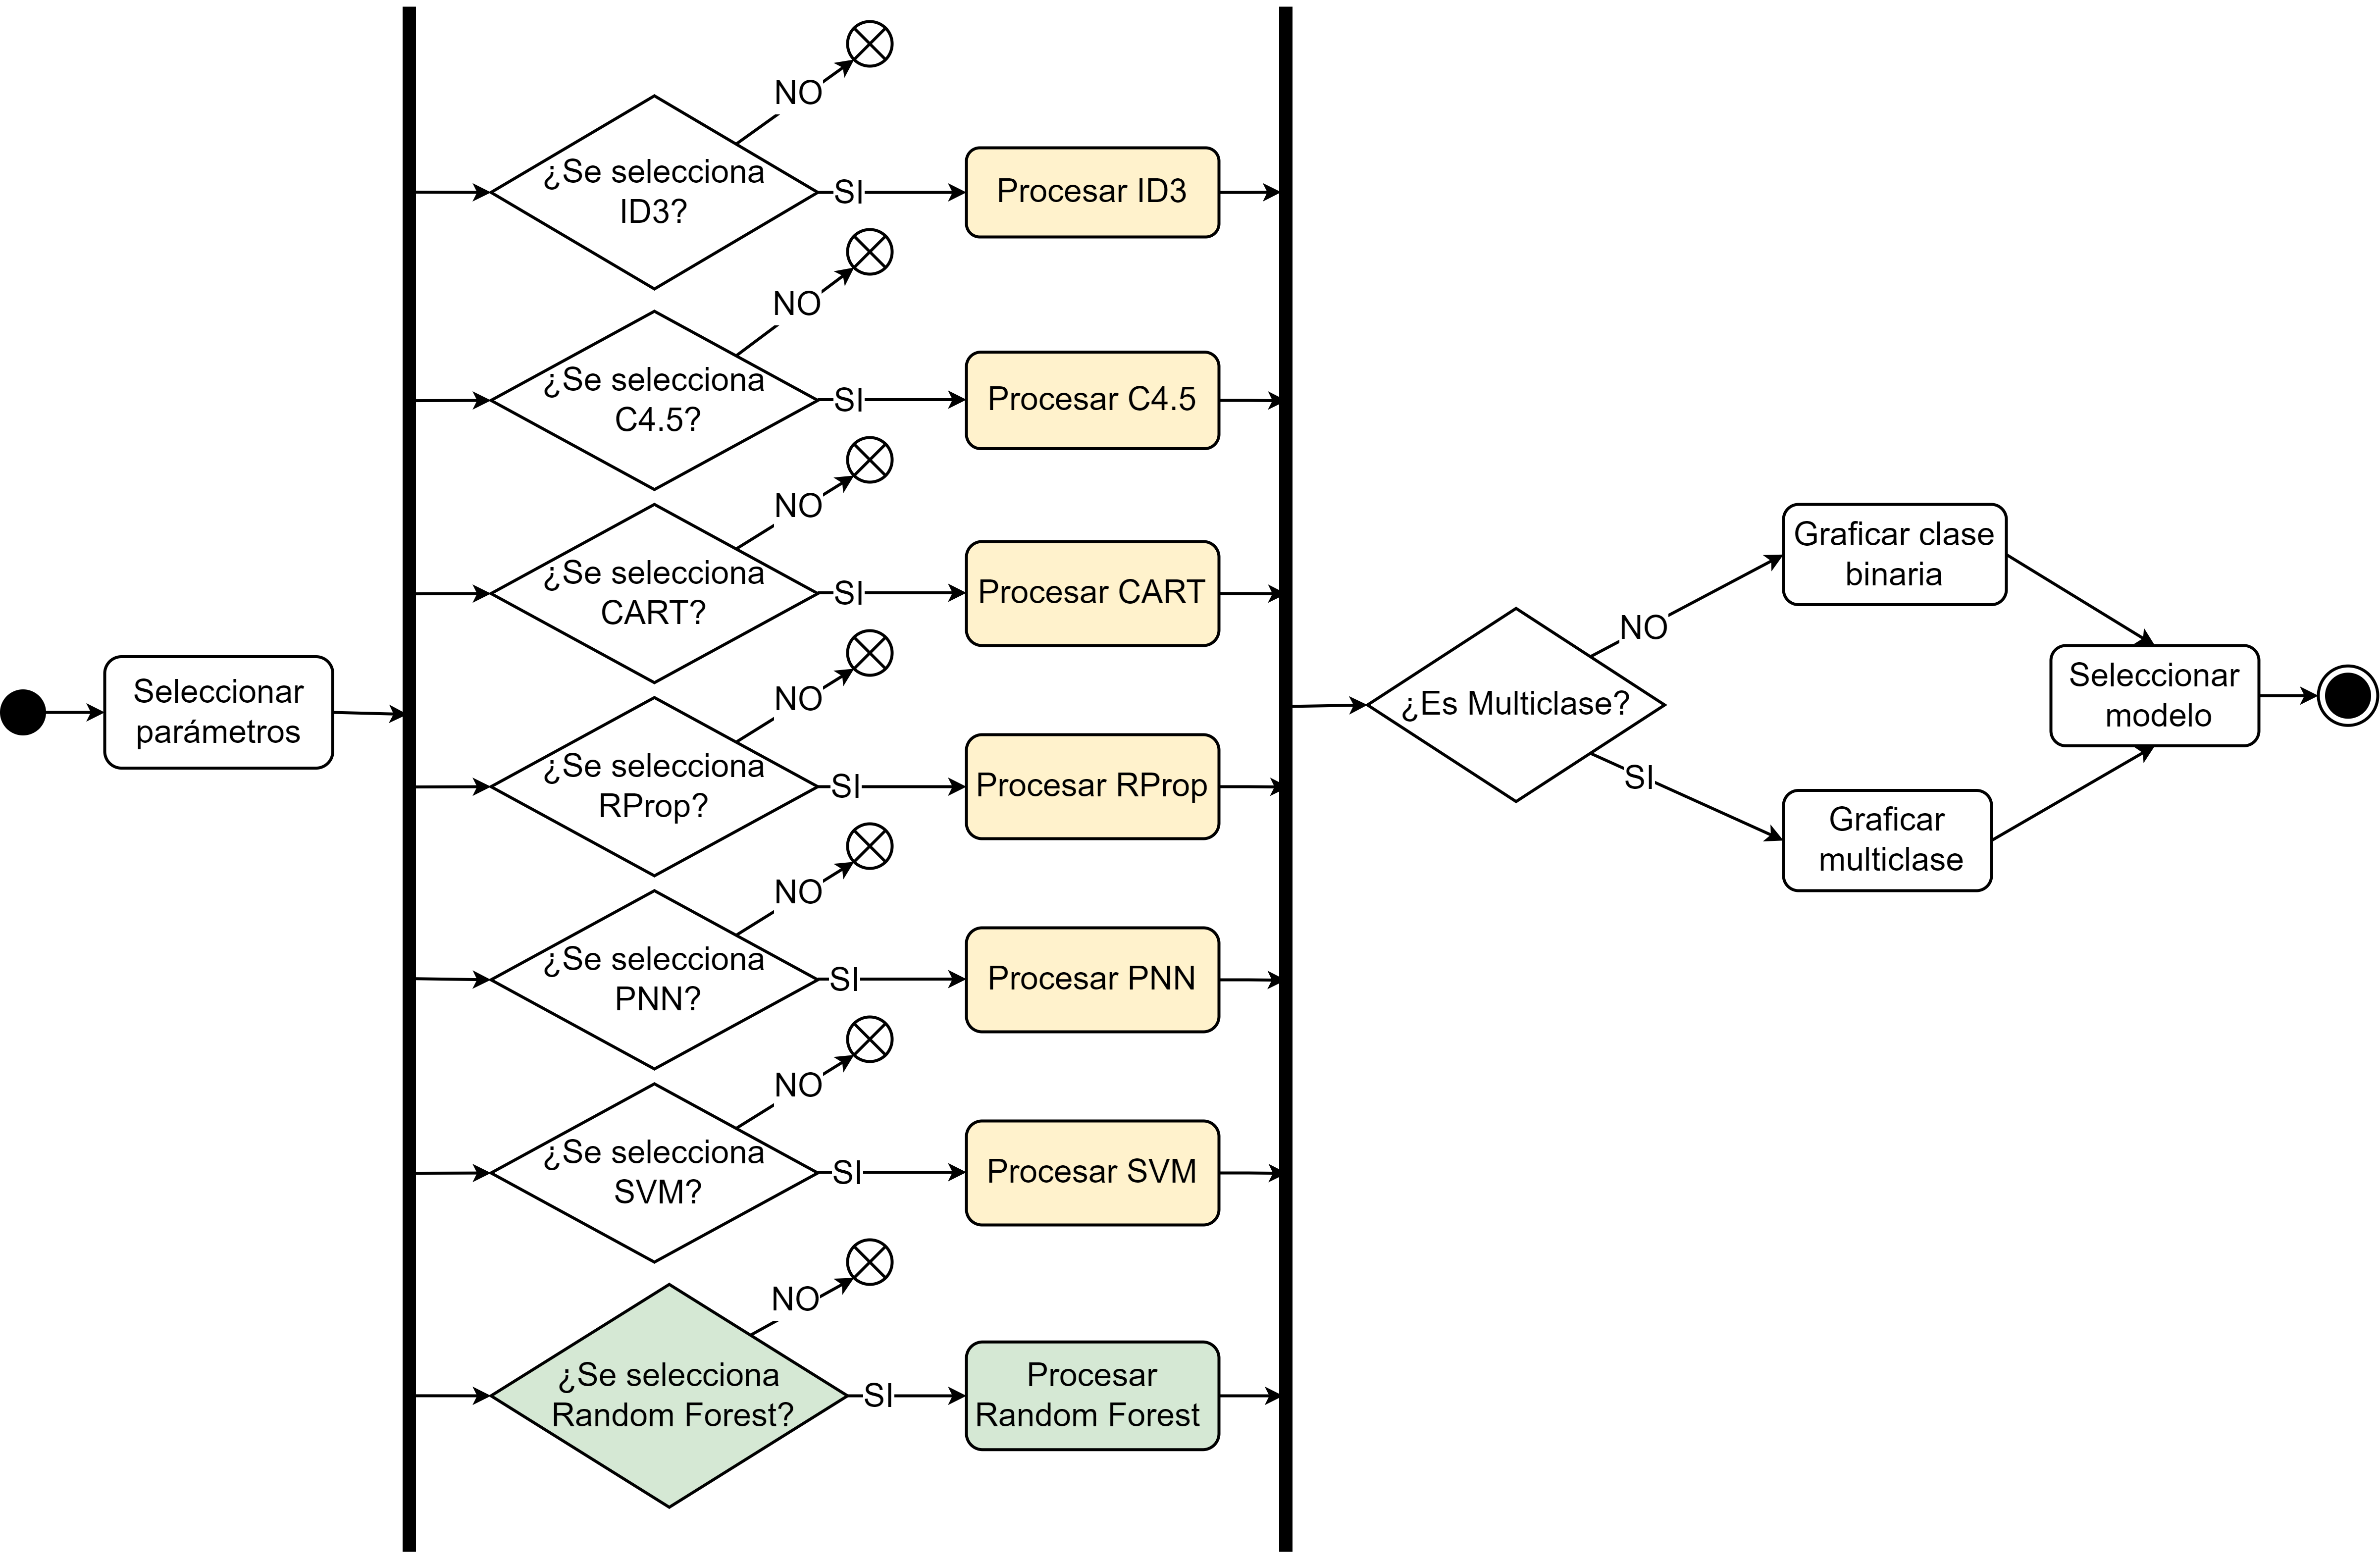 Seleccionar
parámetros
NO
¿Se selecciona
ID3?
SI
Procesar ID3
NO
¿Se selecciona
C4.5?
SI
Procesar C4.5
NO
¿Se selecciona
CART?
SI
Procesar CART
NO
¿Se selecciona
RProp?
SI
Procesar RProp
NO
¿Se selecciona
PNN?
SI
Procesar PNN
NO
¿Se selecciona
SVM?
SI
Procesar SVM
NO
¿Se selecciona
Random Forest?
SI
Procesar
Random Forest
¿Es Multiclase?
NO
Graficar clase
binaria
SI
Graficar
multiclase
Seleccionar
modelo